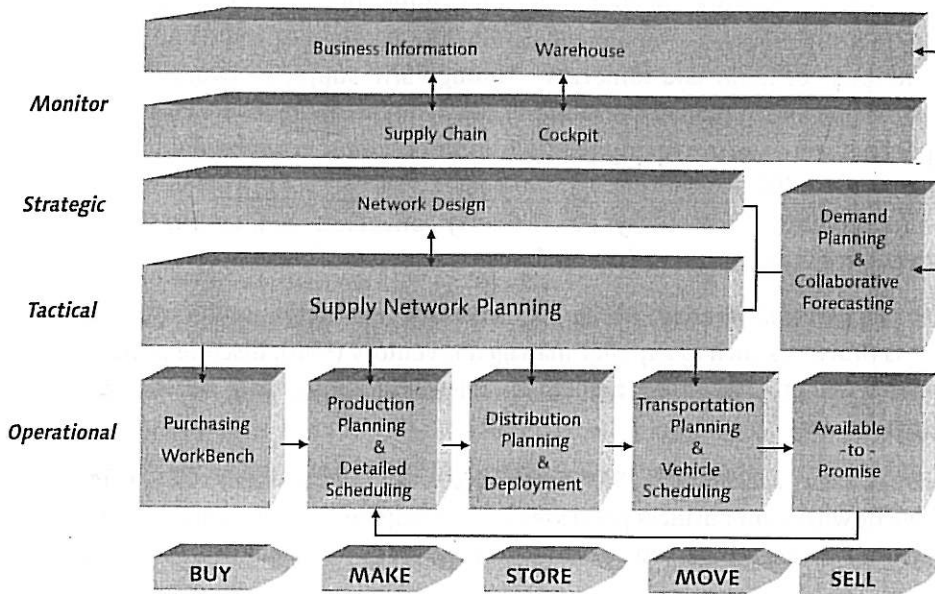 Business Information Warehouse
Monitor
Supply Chain Cockpit
Strategic
Network Design
Demand
Planning
&
Collaborative
Forecasting
Tactical
Supply Network Planning
Operational
Purchasing
WorkBench
Production
Planning
&
Detailed
Scheduling
Distribution
Planning
&
Deployment
Transportation
Planning
&
Vehicle
Scheduling
Available
-to-
Promise
BUY
MAKE
STORE
MOVE
SELL